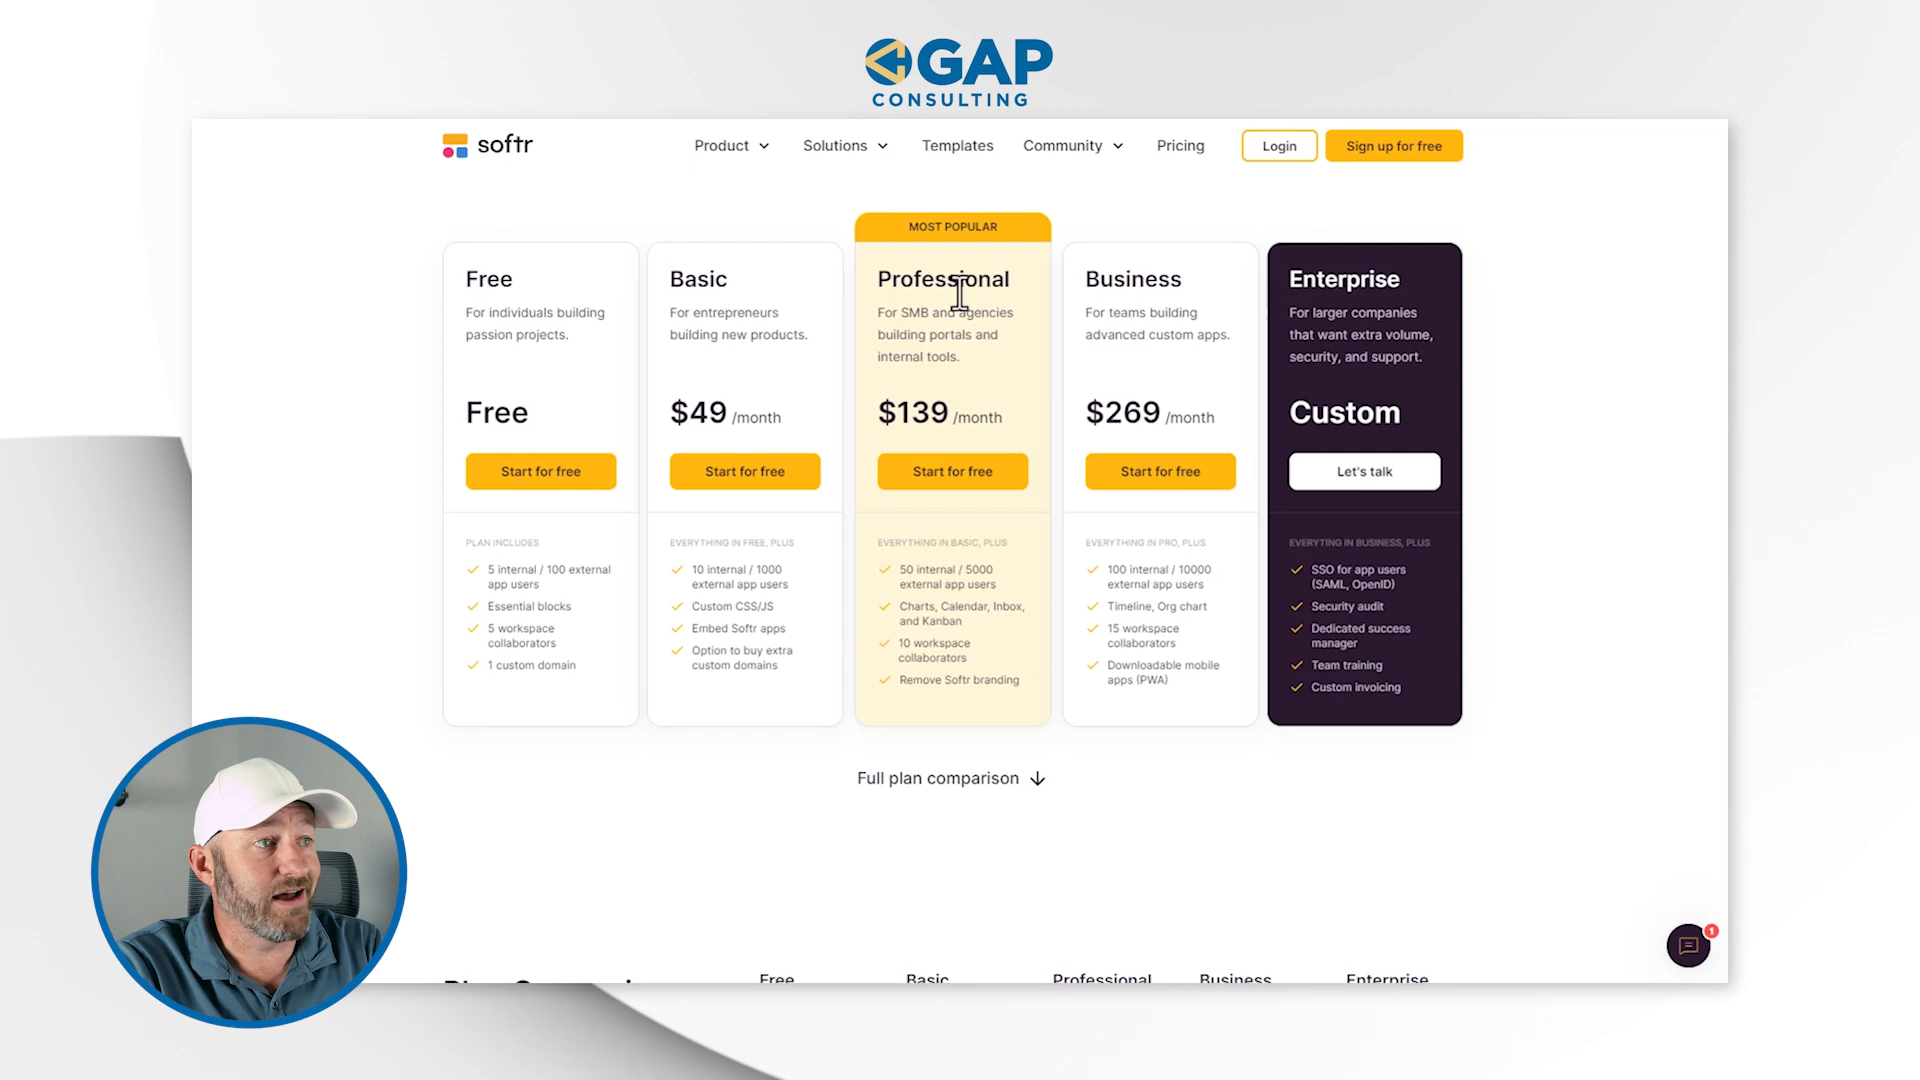 GAP
CONSULTING
softr
Product
Solutions
Templates
Community
Pricing
Login
Sign up for free
MOST POPULAR
Free
For individuals building
passion projects.
Free
Start for free
PLAN INCLUDES
5 internal / 100 external
app users
Essential blocks
5 workspace
collaborators
1 custom domain
Basic
For entrepreneurs
building new products.
$49 /month
Start for free
EVERYTHING IN FREE, PLUS
10 internal / 1000
external app users
Custom CSS/JS
Embed Softr apps
Option to buy extra
custom domains
Professional
For SMB and agencies
building portals and
internal tools.
$139 /month
Start for free
EVERYTHING IN BASIC, PLUS
50 internal / 5000
external app users
Charts, Calendar, Inbox,
and Kanban
10 workspace
collaborators
Remove Softr branding
Business
For teams building
advanced custom apps.
$269 /month
Start for free
EVERYTHING IN PRO, PLUS
100 internal / 10000
external app users
Timeline, Org chart
15 workspace
collaborators
Downloadable mobile
apps (PWA)
Enterprise
For larger companies
that want extra volume,
security, and support.
Custom
Let's talk
EVERYTING IN BUSINESS, PLUS
SSO for app users
(SAML, OpenID)
Security audit
Dedicated success
manager
Team training
Custom invoicing
Full plan comparison
1
Free
Basic
Professional
Business
Enterprise